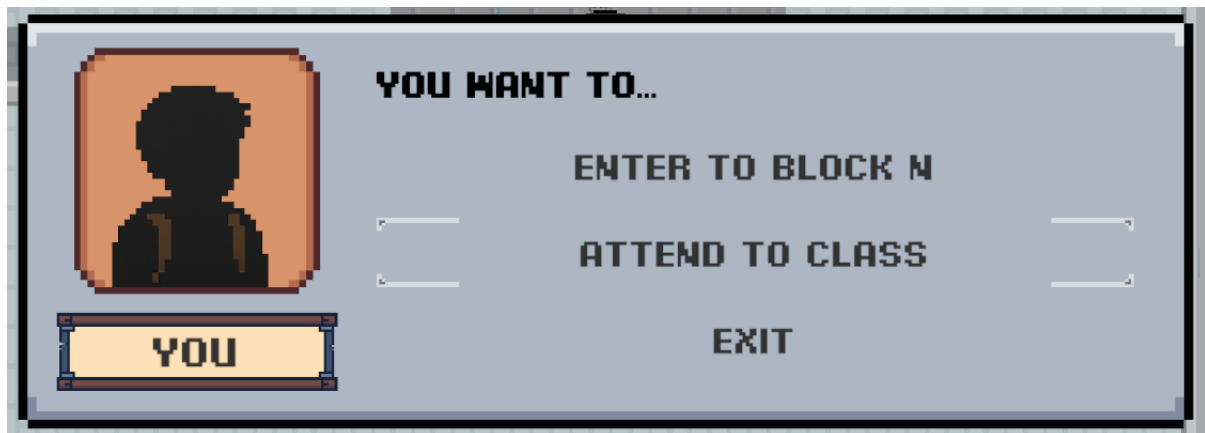 YOU WANT TO...
ENTER TO BLOCK N
ATTEND TO CLASS
EXIT
YOU